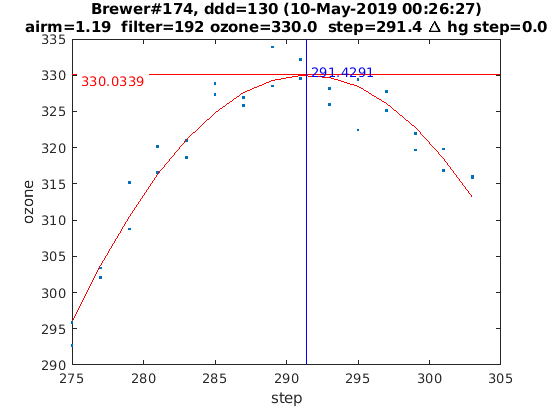 Brewer#174, ddd=130 (10-May-2019 00:26:27)
airm=1.19 filter=192 ozone=330.0 step=291.4 Δ hg step=0.0
335
330
325
320
315
310
305
300
295
290
ozone
330.0339
291.4291
275 280 285 290 295 300 305
step